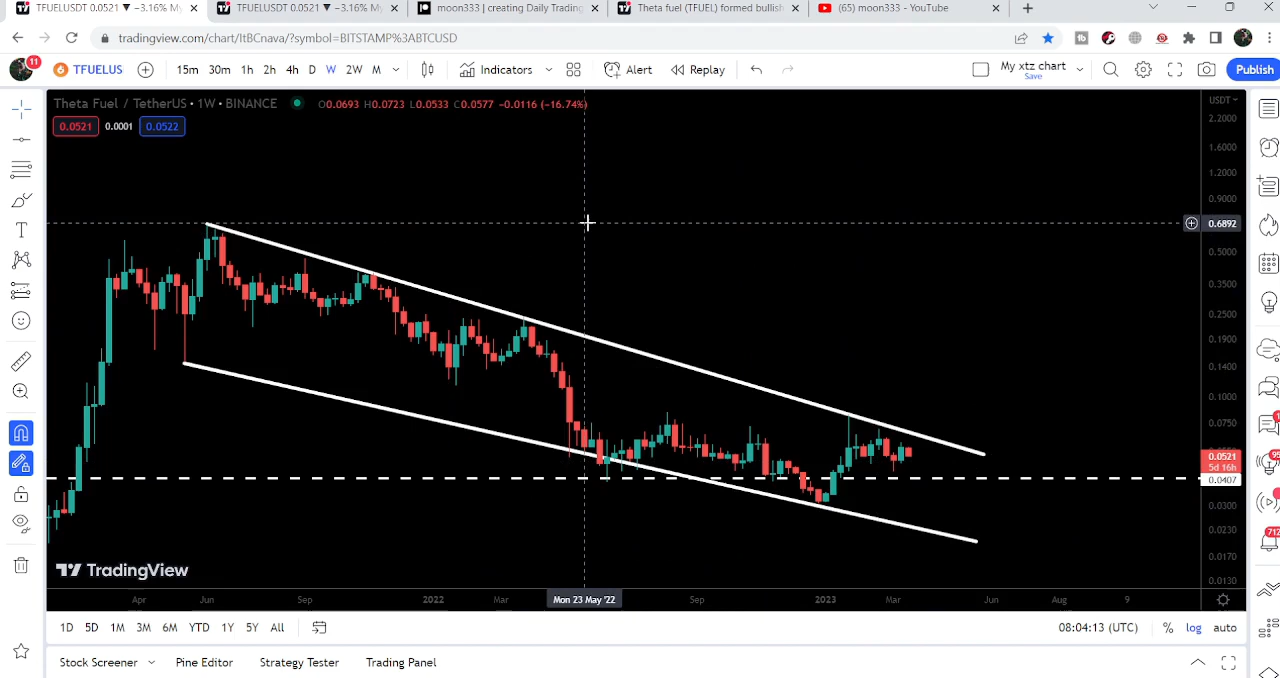 TFUELUSDT 0.0521 ▼ −3.16% My
TFUELUSDT 0.0521 ▼ −3.16% My
moon333 | creating Daily Trading
Theta fuel (TFUEL) formed bullish
(65) moon333 - YouTube
tradingview.com/chart/ItBCnava/?symbol=BITSTAMP%3ABTCUSD
11
TFUELUS
15m 30m 1h 2h 4h D W 2W M
Indicators
Alert
Replay
My xtz chart
Save
Publish
Theta Fuel / TetherUS • 1W • BINANCE
O0.0693 H0.0723 L0.0533 C0.0577 −0.0116 (−16.74%)
0.0521 0.0001 0.0522
USDT
2.2000
1.6000
1.2000
0.9000
0.6892
0.5000
0.3500
0.2500
0.1900
0.1400
0.1000
0.0750
0.0521
5d 16h
0.0407
0.0300
0.0230
0.0170
0.0130
TradingView
Apr Jun Sep 2022 Mar Mon 23 May '22 Sep 2023 Mar Jun Aug 9
1D 5D 1M 3M 6M YTD 1Y 5Y All
08:04:13 (UTC) % log auto
Stock Screener Pine Editor Strategy Tester Trading Panel